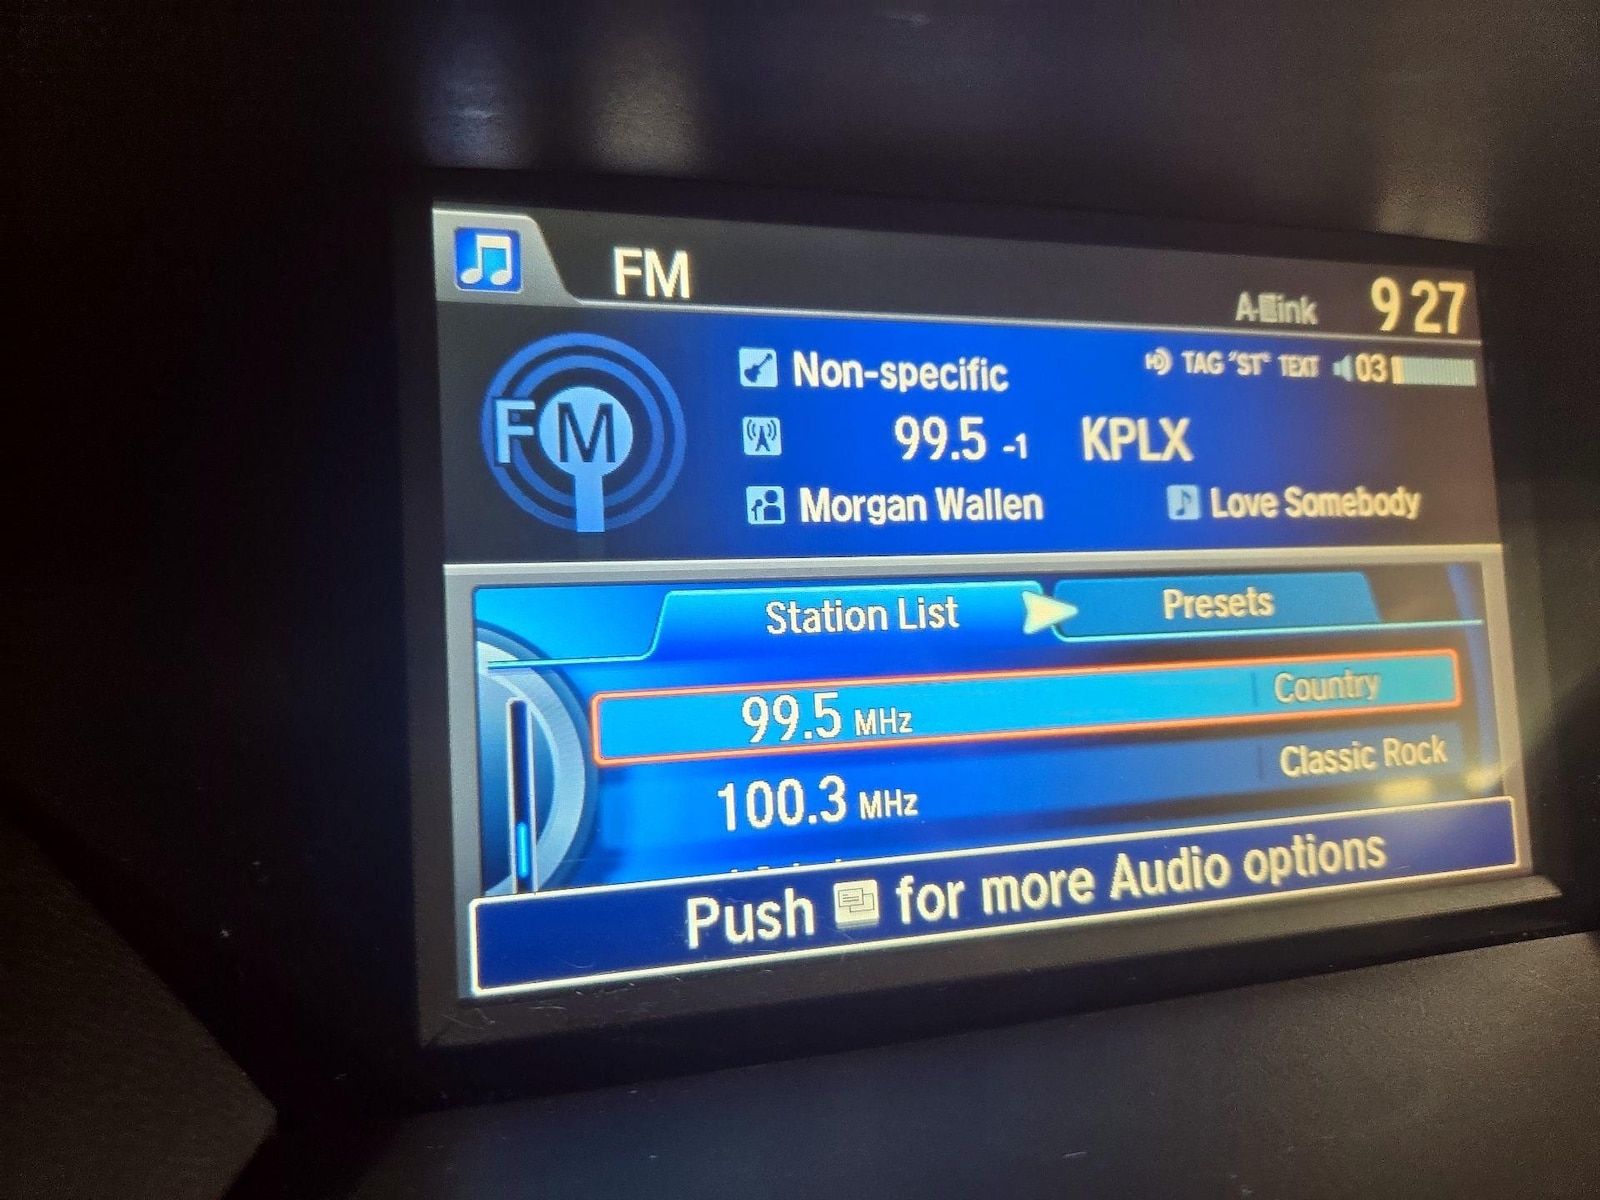 FM
A-Link 9 27
Non-specific HD TAG "ST" TEXT 03
FM
99.5 -1 KPLX
Morgan Wallen Love Somebody
Station List Presets
99.5 MHz Country
100.3 MHz Classic Rock
Push for more Audio options